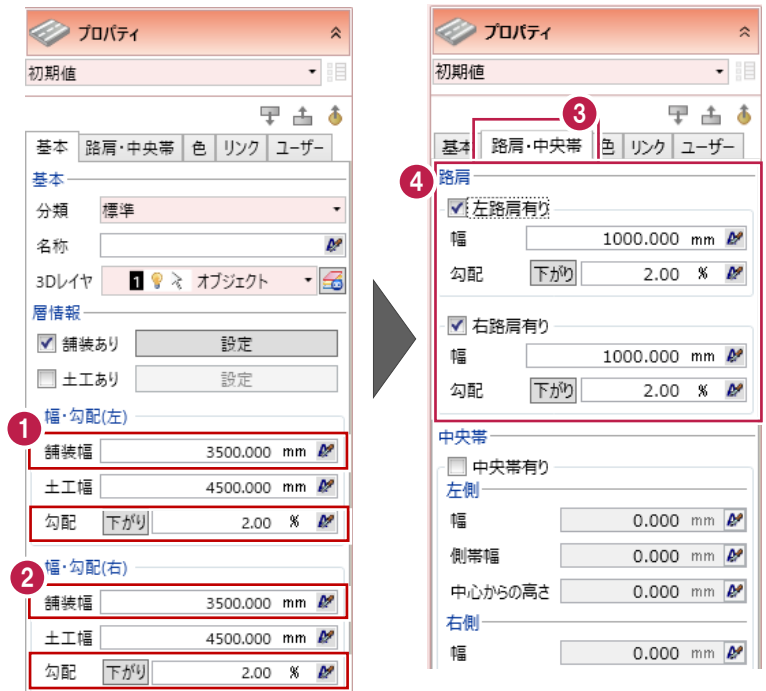 プロパティ
初期値
基本 路肩・中央帯 色 リンク ユーザー
基本
分類 標準
名称
3Dレイヤ 1 オブジェクト
層情報
舗装あり 設定
土工あり 設定
1
幅・勾配(左)
舗装幅 3500.000 mm
土工幅 4500.000 mm
勾配 下がり 2.00 %
2
幅・勾配(右)
舗装幅 3500.000 mm
土工幅 4500.000 mm
勾配 下がり 2.00 %
プロパティ
初期値
3
基本 路肩・中央帯 色 リンク ユーザー
4
路肩
左路肩有り
幅 1000.000 mm
勾配 下がり 2.00 %
右路肩有り
幅 1000.000 mm
勾配 下がり 2.00 %
中央帯
中央帯有り
左側
幅 0.000 mm
側帯幅 0.000 mm
中心からの高さ 0.000 mm
右側
幅 0.000 mm